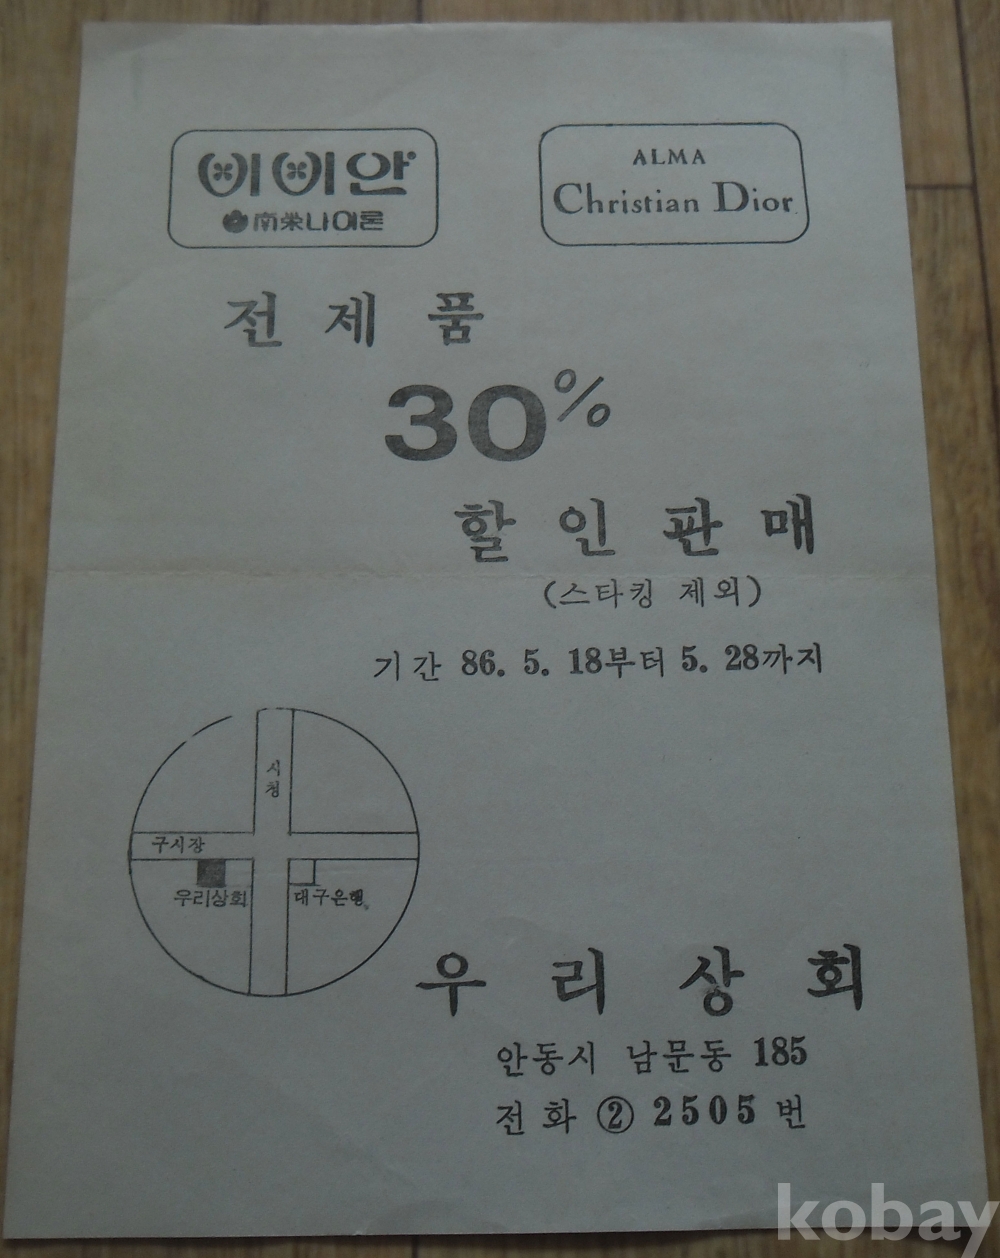 비비안
南榮나이론
ALMA
Christian Dior
전제품
30%
할인판매
(스타킹 제외)
기간 86. 5. 18부터 5. 28까지
시청
구시장
우리상회
대구은행
우리상회
안동시 남문동 185
전화 ② 2505 번
kobay